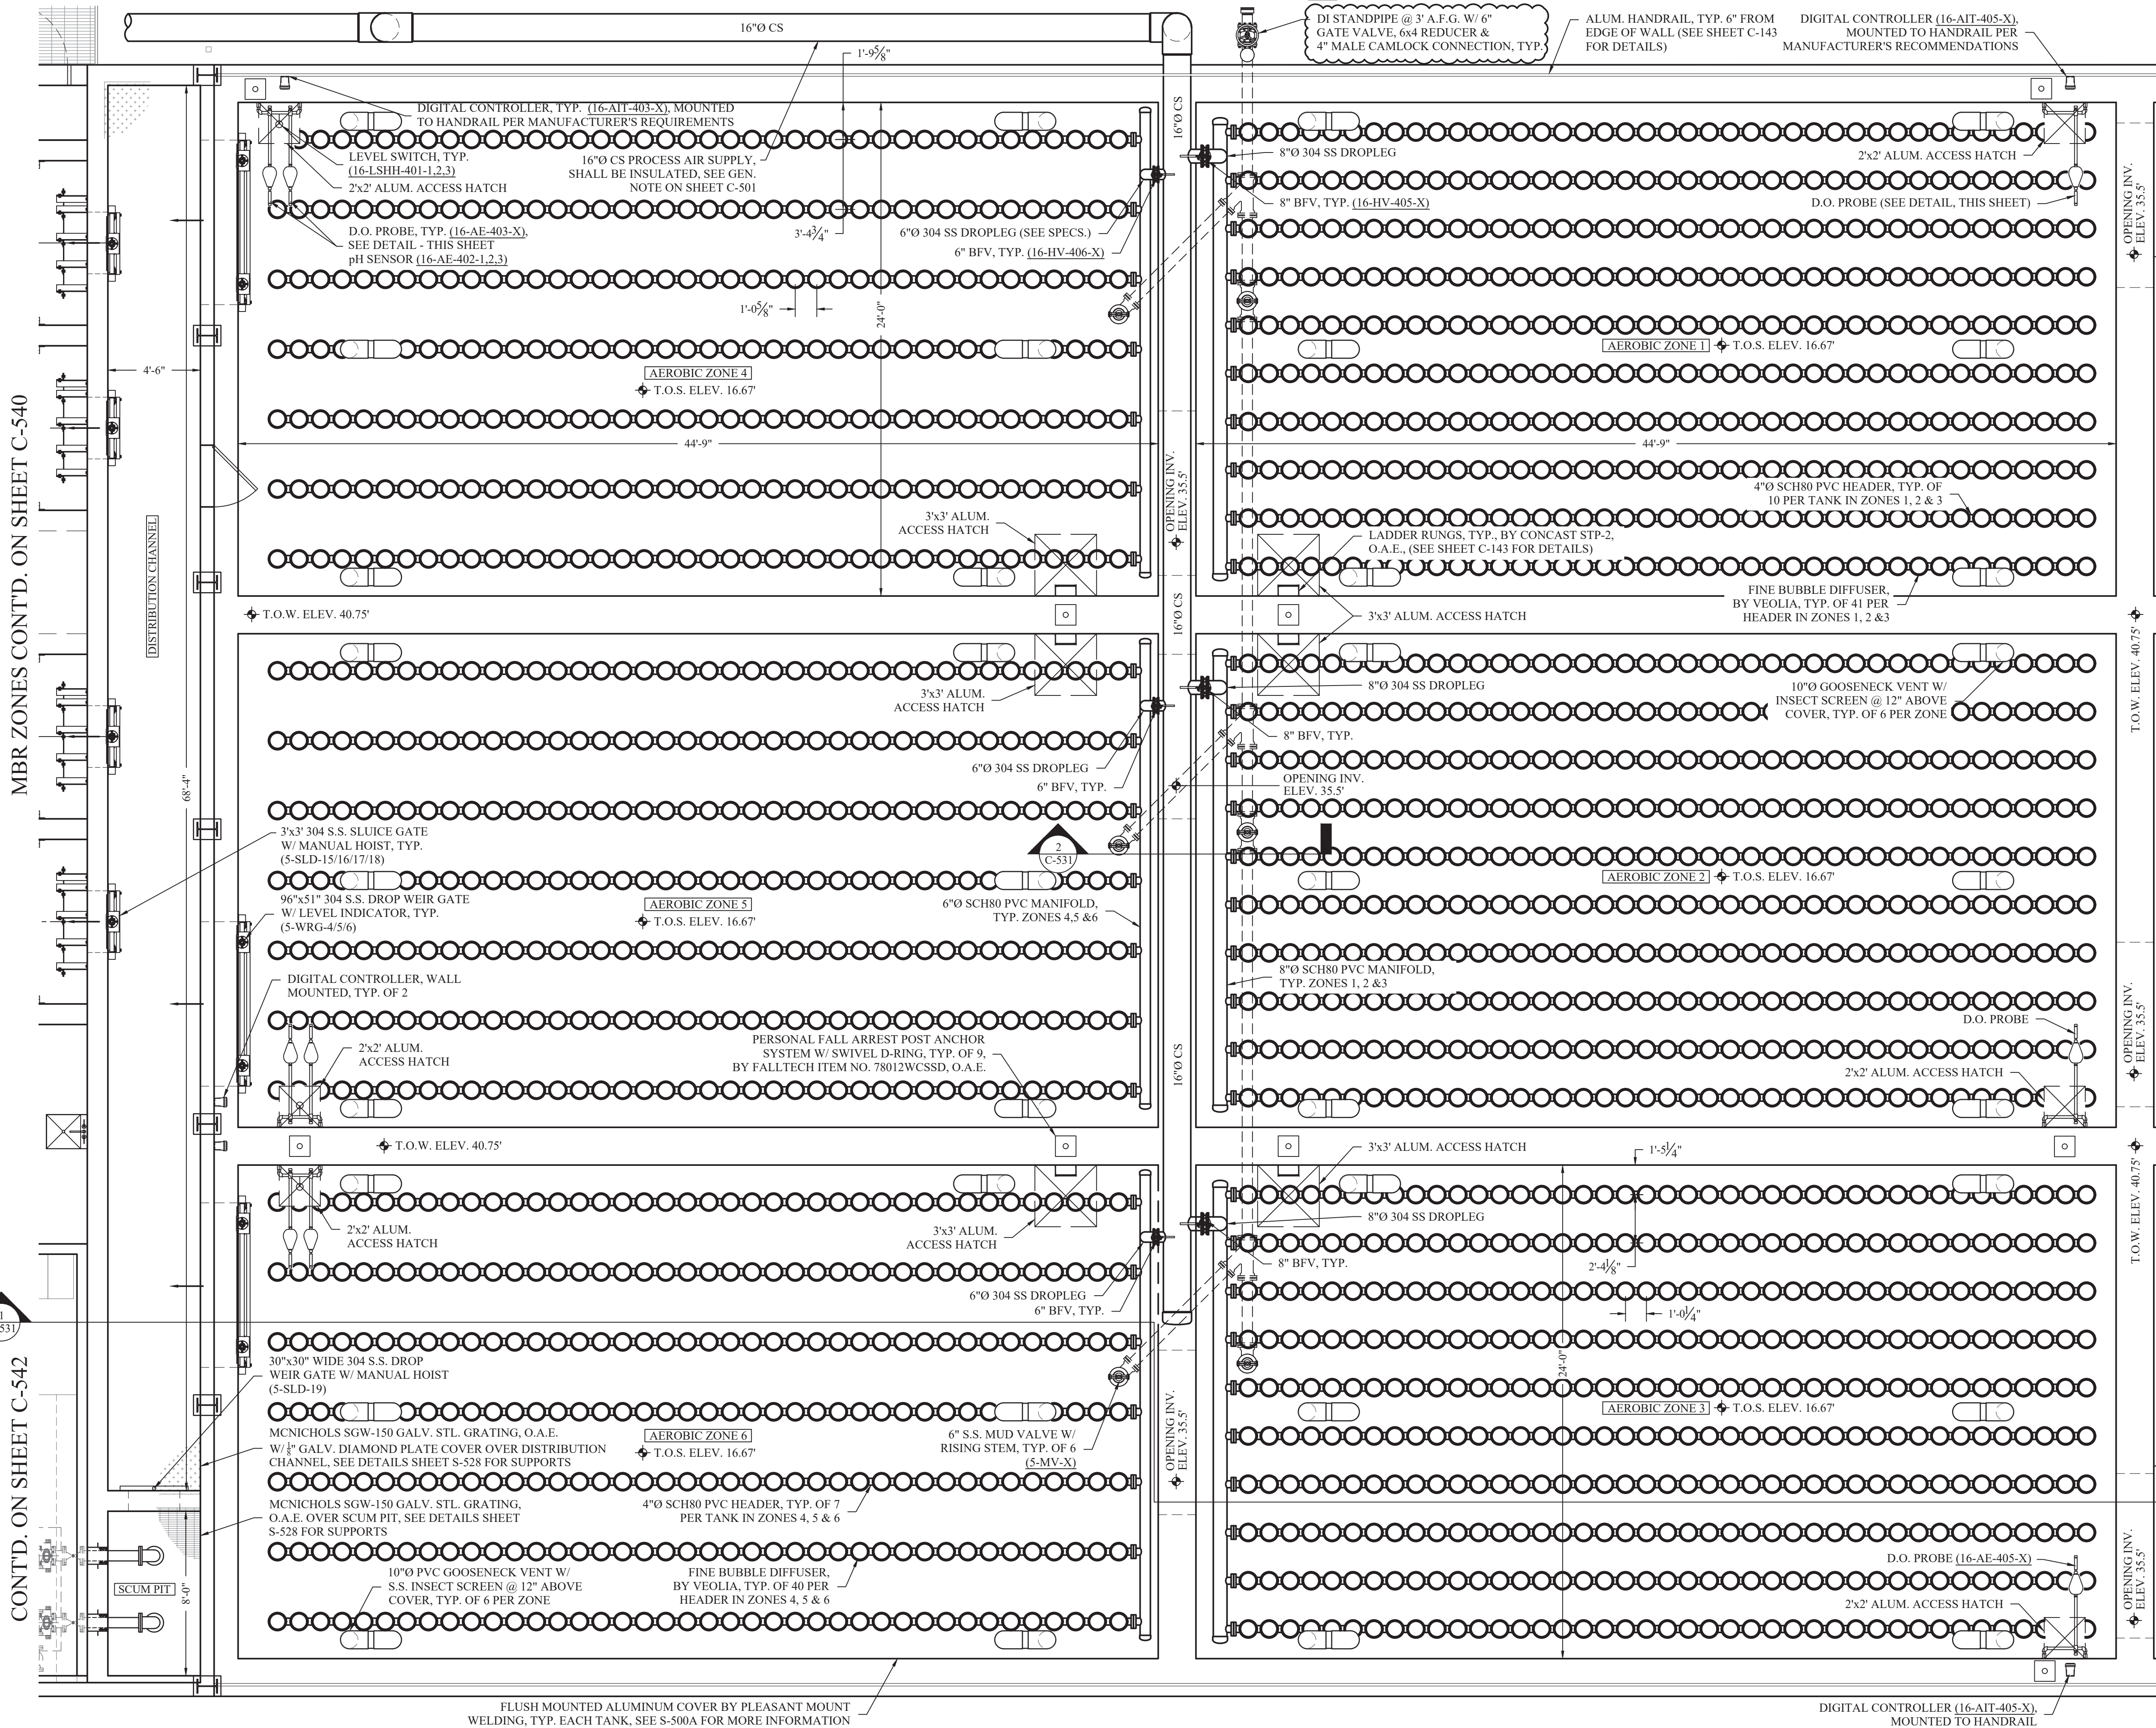 16"Ø CS
DI STANDPIPE @ 3' A.F.G. W/ 6"
GATE VALVE, 6x4 REDUCER &
4" MALE CAMLOCK CONNECTION, TYP.
ALUM. HANDRAIL, TYP. 6" FROM
EDGE OF WALL (SEE SHEET C-143
FOR DETAILS)
DIGITAL CONTROLLER (16-AIT-405-X),
MOUNTED TO HANDRAIL PER
MANUFACTURER'S RECOMMENDATIONS
1'-9⅝"
DIGITAL CONTROLLER, TYP. (16-AIT-403-X), MOUNTED
TO HANDRAIL PER MANUFACTURER'S REQUIREMENTS
LEVEL SWITCH, TYP.
(16-LSHH-401-1,2,3)
2'x2' ALUM. ACCESS HATCH
16"Ø CS PROCESS AIR SUPPLY,
SHALL BE INSULATED, SEE GEN.
NOTE ON SHEET C-501
D.O. PROBE, TYP. (16-AE-403-X),
SEE DETAIL - THIS SHEET
pH SENSOR (16-AE-402-1,2,3)
3'-4¾"
6"Ø 304 SS DROPLEG (SEE SPECS.)
6" BFV, TYP. (16-HV-406-X)
1'-0⅝"
24'-0"
16"Ø CS
8"Ø 304 SS DROPLEG
8" BFV, TYP. (16-HV-405-X)
2'x2' ALUM. ACCESS HATCH
D.O. PROBE (SEE DETAIL, THIS SHEET)
OPENING INV.
ELEV. 35.5'
AEROBIC ZONE 4
T.O.S. ELEV. 16.67'
AEROBIC ZONE 1
T.O.S. ELEV. 16.67'
4'-6"
44'-9"
44'-9"
MBR ZONES CONT'D. ON SHEET C-540
DISTRIBUTION CHANNEL
OPENING INV.
ELEV. 35.5'
4"Ø SCH80 PVC HEADER, TYP. OF
10 PER TANK IN ZONES 1, 2 & 3
3'x3' ALUM.
ACCESS HATCH
LADDER RUNGS, TYP., BY CONCAST STP-2,
O.A.E., (SEE SHEET C-143 FOR DETAILS)
FINE BUBBLE DIFFUSER,
BY VEOLIA, TYP. OF 41 PER
HEADER IN ZONES 1, 2 &3
T.O.W. ELEV. 40.75'
16"Ø CS
3'x3' ALUM. ACCESS HATCH
T.O.W. ELEV. 40.75'
3'x3' ALUM.
ACCESS HATCH
8"Ø 304 SS DROPLEG
8" BFV, TYP.
10"Ø GOOSENECK VENT W/
INSECT SCREEN @ 12" ABOVE
COVER, TYP. OF 6 PER ZONE
6"Ø 304 SS DROPLEG
6" BFV, TYP.
OPENING INV.
ELEV. 35.5'
68'-4"
3'x3' 304 S.S. SLUICE GATE
W/ MANUAL HOIST, TYP.
(5-SLD-15/16/17/18)
2
C-531
96"x51" 304 S.S. DROP WEIR GATE
W/ LEVEL INDICATOR, TYP.
(5-WRG-4/5/6)
AEROBIC ZONE 5
T.O.S. ELEV. 16.67'
6"Ø SCH80 PVC MANIFOLD,
TYP. ZONES 4,5 &6
AEROBIC ZONE 2
T.O.S. ELEV. 16.67'
DIGITAL CONTROLLER, WALL
MOUNTED, TYP. OF 2
8"Ø SCH80 PVC MANIFOLD,
TYP. ZONES 1, 2 &3
2'x2' ALUM.
ACCESS HATCH
PERSONAL FALL ARREST POST ANCHOR
SYSTEM W/ SWIVEL D-RING, TYP. OF 9,
BY FALLTECH ITEM NO. 78012WCSSD, O.A.E.
16"Ø CS
D.O. PROBE
2'x2' ALUM. ACCESS HATCH
OPENING INV.
ELEV. 35.5'
T.O.W. ELEV. 40.75'
3'x3' ALUM. ACCESS HATCH
1'-5¼"
T.O.W. ELEV. 40.75'
2'x2' ALUM.
ACCESS HATCH
3'x3' ALUM.
ACCESS HATCH
8"Ø 304 SS DROPLEG
8" BFV, TYP.
2'-4⅛"
6"Ø 304 SS DROPLEG
6" BFV, TYP.
1'-0¼"
1
531
24'-0"
CONT'D. ON SHEET C-542
30"x30" WIDE 304 S.S. DROP
WEIR GATE W/ MANUAL HOIST
(5-SLD-19)
MCNICHOLS SGW-150 GALV. STL. GRATING, O.A.E.
W/ ⅛" GALV. DIAMOND PLATE COVER OVER DISTRIBUTION
CHANNEL, SEE DETAILS SHEET S-528 FOR SUPPORTS
AEROBIC ZONE 6
T.O.S. ELEV. 16.67'
6" S.S. MUD VALVE W/
RISING STEM, TYP. OF 6
(5-MV-X)
OPENING INV.
ELEV. 35.5'
AEROBIC ZONE 3
T.O.S. ELEV. 16.67'
MCNICHOLS SGW-150 GALV. STL. GRATING,
O.A.E. OVER SCUM PIT, SEE DETAILS SHEET
S-528 FOR SUPPORTS
4"Ø SCH80 PVC HEADER, TYP. OF 7
PER TANK IN ZONES 4, 5 & 6
SCUM PIT
8'-0"
10"Ø PVC GOOSENECK VENT W/
S.S. INSECT SCREEN @ 12" ABOVE
COVER, TYP. OF 6 PER ZONE
FINE BUBBLE DIFFUSER,
BY VEOLIA, TYP. OF 40 PER
HEADER IN ZONES 4, 5 & 6
D.O. PROBE (16-AE-405-X)
2'x2' ALUM. ACCESS HATCH
OPENING INV.
ELEV. 35.5'
FLUSH MOUNTED ALUMINUM COVER BY PLEASANT MOUNT
WELDING, TYP. EACH TANK, SEE S-500A FOR MORE INFORMATION
DIGITAL CONTROLLER (16-AIT-405-X),
MOUNTED TO HANDRAIL